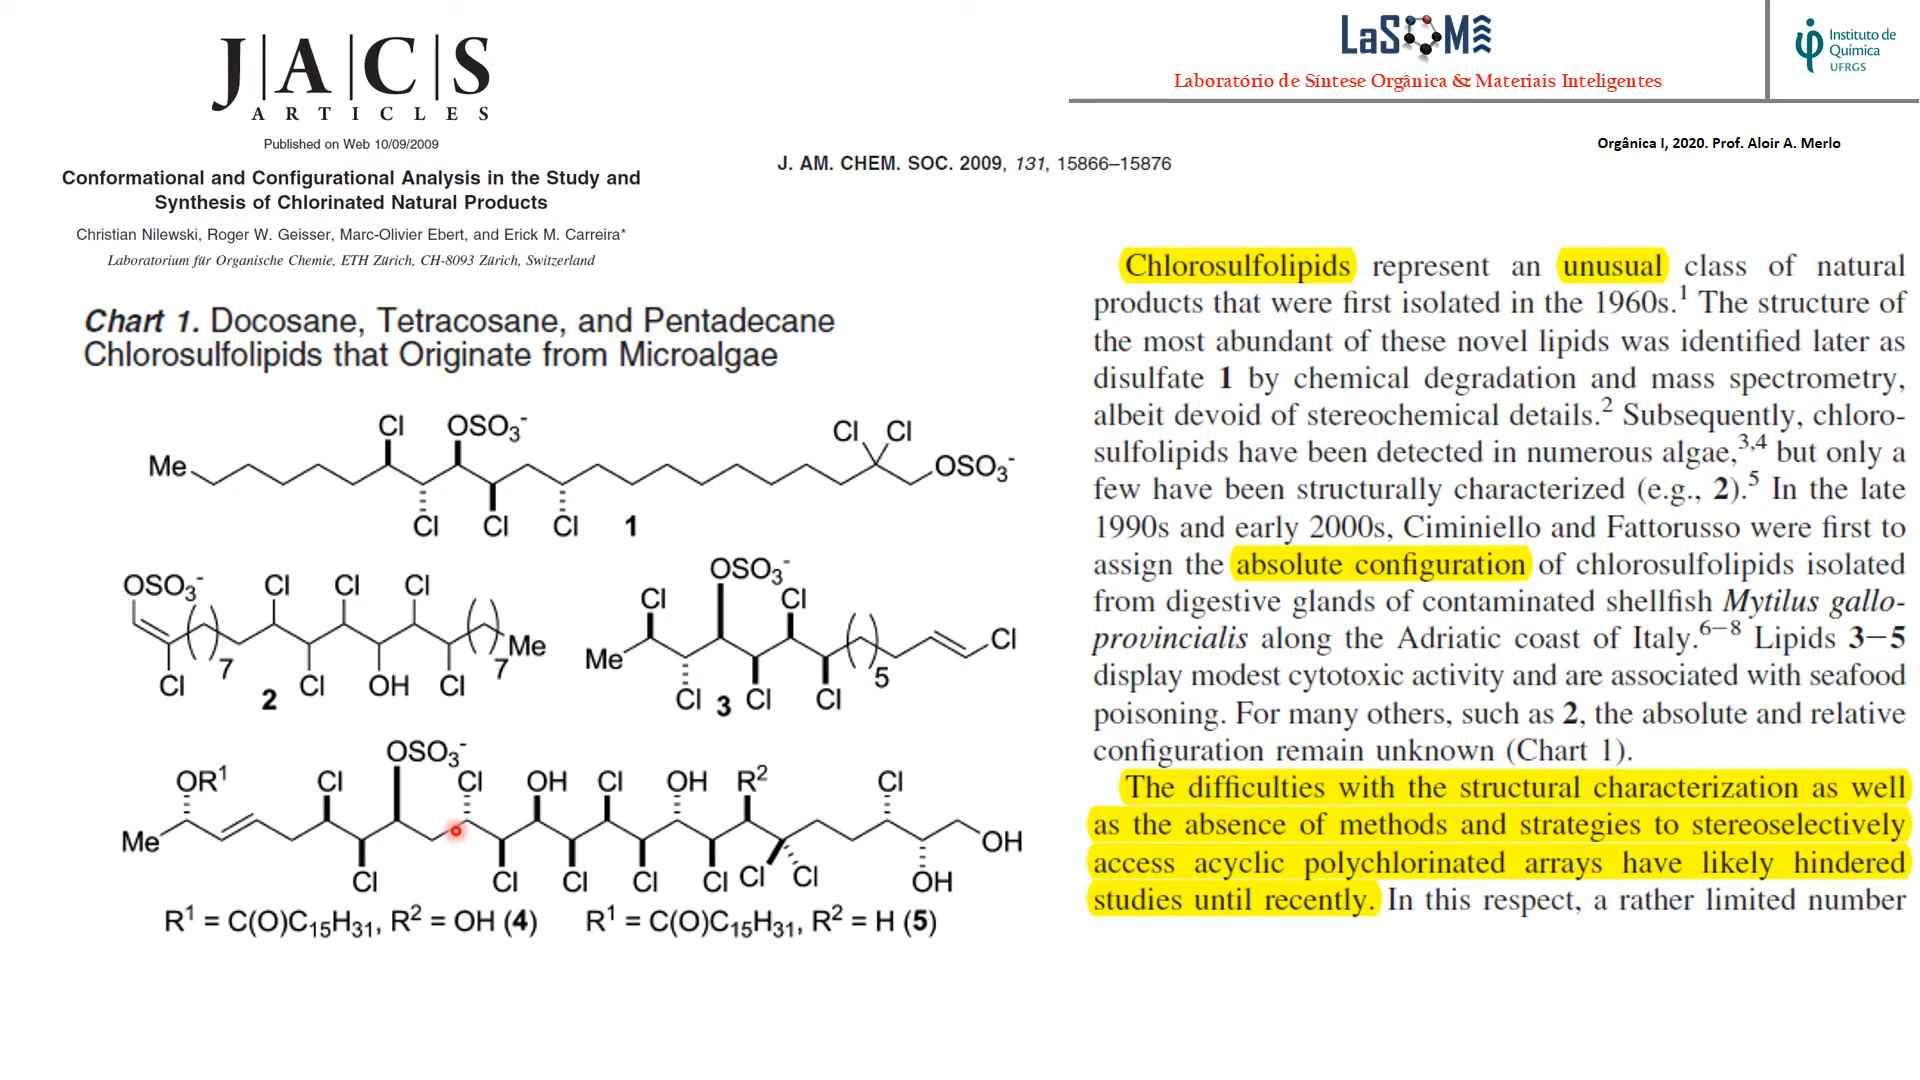 J|A|C|S
ARTICLES
Published on Web 10/09/2009
Conformational and Configurational Analysis in the Study and
Synthesis of Chlorinated Natural Products
Christian Nilewski, Roger W. Geisser, Marc-Olivier Ebert, and Erick M. Carreira*
Laboratorium für Organische Chemie, ETH Zürich, CH-8093 Zürich, Switzerland
J. AM. CHEM. SOC. 2009, 131, 15866–15876
LaSOMI
Laboratório de Síntese Orgânica & Materiais Inteligentes
Instituto de
Química
UFRGS
Orgânica I, 2020. Prof. Aloir A. Merlo
Chart 1. Docosane, Tetracosane, and Pentadecane
Chlorosulfolipids that Originate from Microalgae
Cl OSO₃⁻ Cl Cl
Me OSO₃⁻
Cl Cl Cl 1
OSO₃⁻ Cl Cl Cl
( )7 ( )7 Me
Cl 2 Cl OH Cl
OSO₃⁻
Cl Cl
Me ( )5 Cl
Cl 3 Cl Cl
OSO₃⁻
OR¹ Cl Cl OH Cl OH R² Cl
Me OH
Cl Cl Cl Cl Cl Cl Cl OH
R¹ = C(O)C₁₅H₃₁, R² = OH (4) R¹ = C(O)C₁₅H₃₁, R² = H (5)
Chlorosulfolipids represent an unusual class of natural
products that were first isolated in the 1960s.¹ The structure of
the most abundant of these novel lipids was identified later as
disulfate 1 by chemical degradation and mass spectrometry,
albeit devoid of stereochemical details.² Subsequently, chloro-
sulfolipids have been detected in numerous algae,³,⁴ but only a
few have been structurally characterized (e.g., 2).⁵ In the late
1990s and early 2000s, Ciminiello and Fattorusso were first to
assign the absolute configuration of chlorosulfolipids isolated
from digestive glands of contaminated shellfish Mytilus gallo-
provincialis along the Adriatic coast of Italy.⁶⁻⁸ Lipids 3–5
display modest cytotoxic activity and are associated with seafood
poisoning. For many others, such as 2, the absolute and relative
configuration remain unknown (Chart 1).
The difficulties with the structural characterization as well
as the absence of methods and strategies to stereoselectively
access acyclic polychlorinated arrays have likely hindered
studies until recently. In this respect, a rather limited number